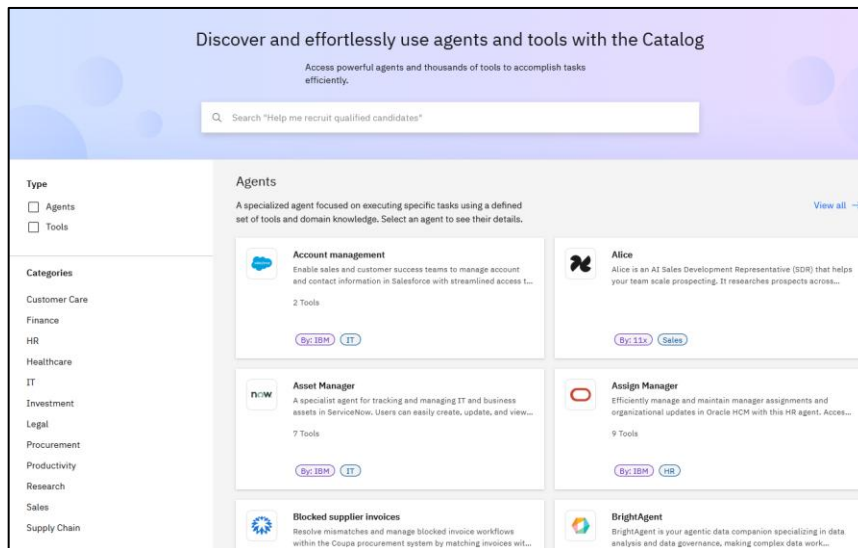 Discover and effortlessly use agents and tools with the Catalog
Access powerful agents and thousands of tools to accomplish tasks
efficiently.
Search "Help me recruit qualified candidates"
Type
Agents
Tools
Categories
Customer Care
Finance
HR
Healthcare
IT
Investment
Legal
Procurement
Productivity
Research
Sales
Supply Chain
Agents
A specialized agent focused on executing specific tasks using a defined
set of tools and domain knowledge. Select an agent to see their details.
View all →
Account management
Enable sales and customer success teams to manage account
and contact information in Salesforce with streamlined access t...
2 Tools
By: IBM IT
Alice
Alice is an AI Sales Development Representative (SDR) that helps
your team scale prospecting. It researches prospects across...
By: 11x Sales
now
Asset Manager
A specialist agent for tracking and managing IT and business
assets in ServiceNow. Users can easily create, update, and view...
7 Tools
By: IBM IT
Assign Manager
Efficiently manage and maintain manager assignments and
organizational updates in Oracle HCM with this HR agent. Acces...
9 Tools
By: IBM HR
Blocked supplier invoices
Resolve mismatches and manage blocked invoice workflows
within the Coupa procurement system by matching invoices wit...
BrightAgent
BrightAgent is your agentic data companion specializing in data
analysis and data governance, making complex data work...